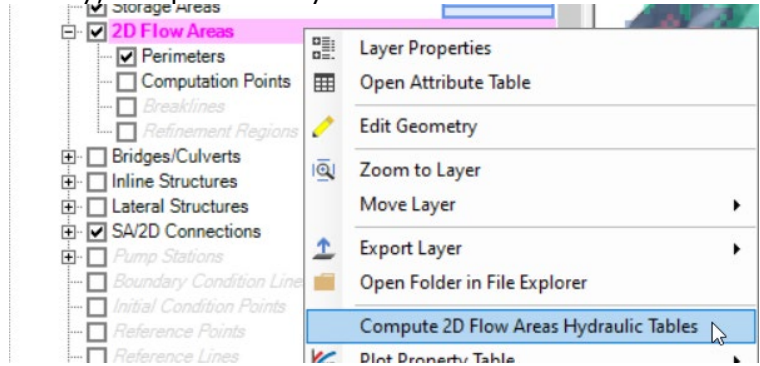 Storage Areas
2D Flow Areas
Perimeters
Computation Points
Breaklines
Refinement Regions
Bridges/Culverts
Inline Structures
Lateral Structures
SA/2D Connections
Pump Stations
Boundary Condition Line
Initial Condition Points
Reference Points
Reference Lines
Layer Properties
Open Attribute Table
Edit Geometry
Zoom to Layer
Move Layer
Export Layer
Open Folder in File Explorer
Compute 2D Flow Areas Hydraulic Tables
Plot Property Table